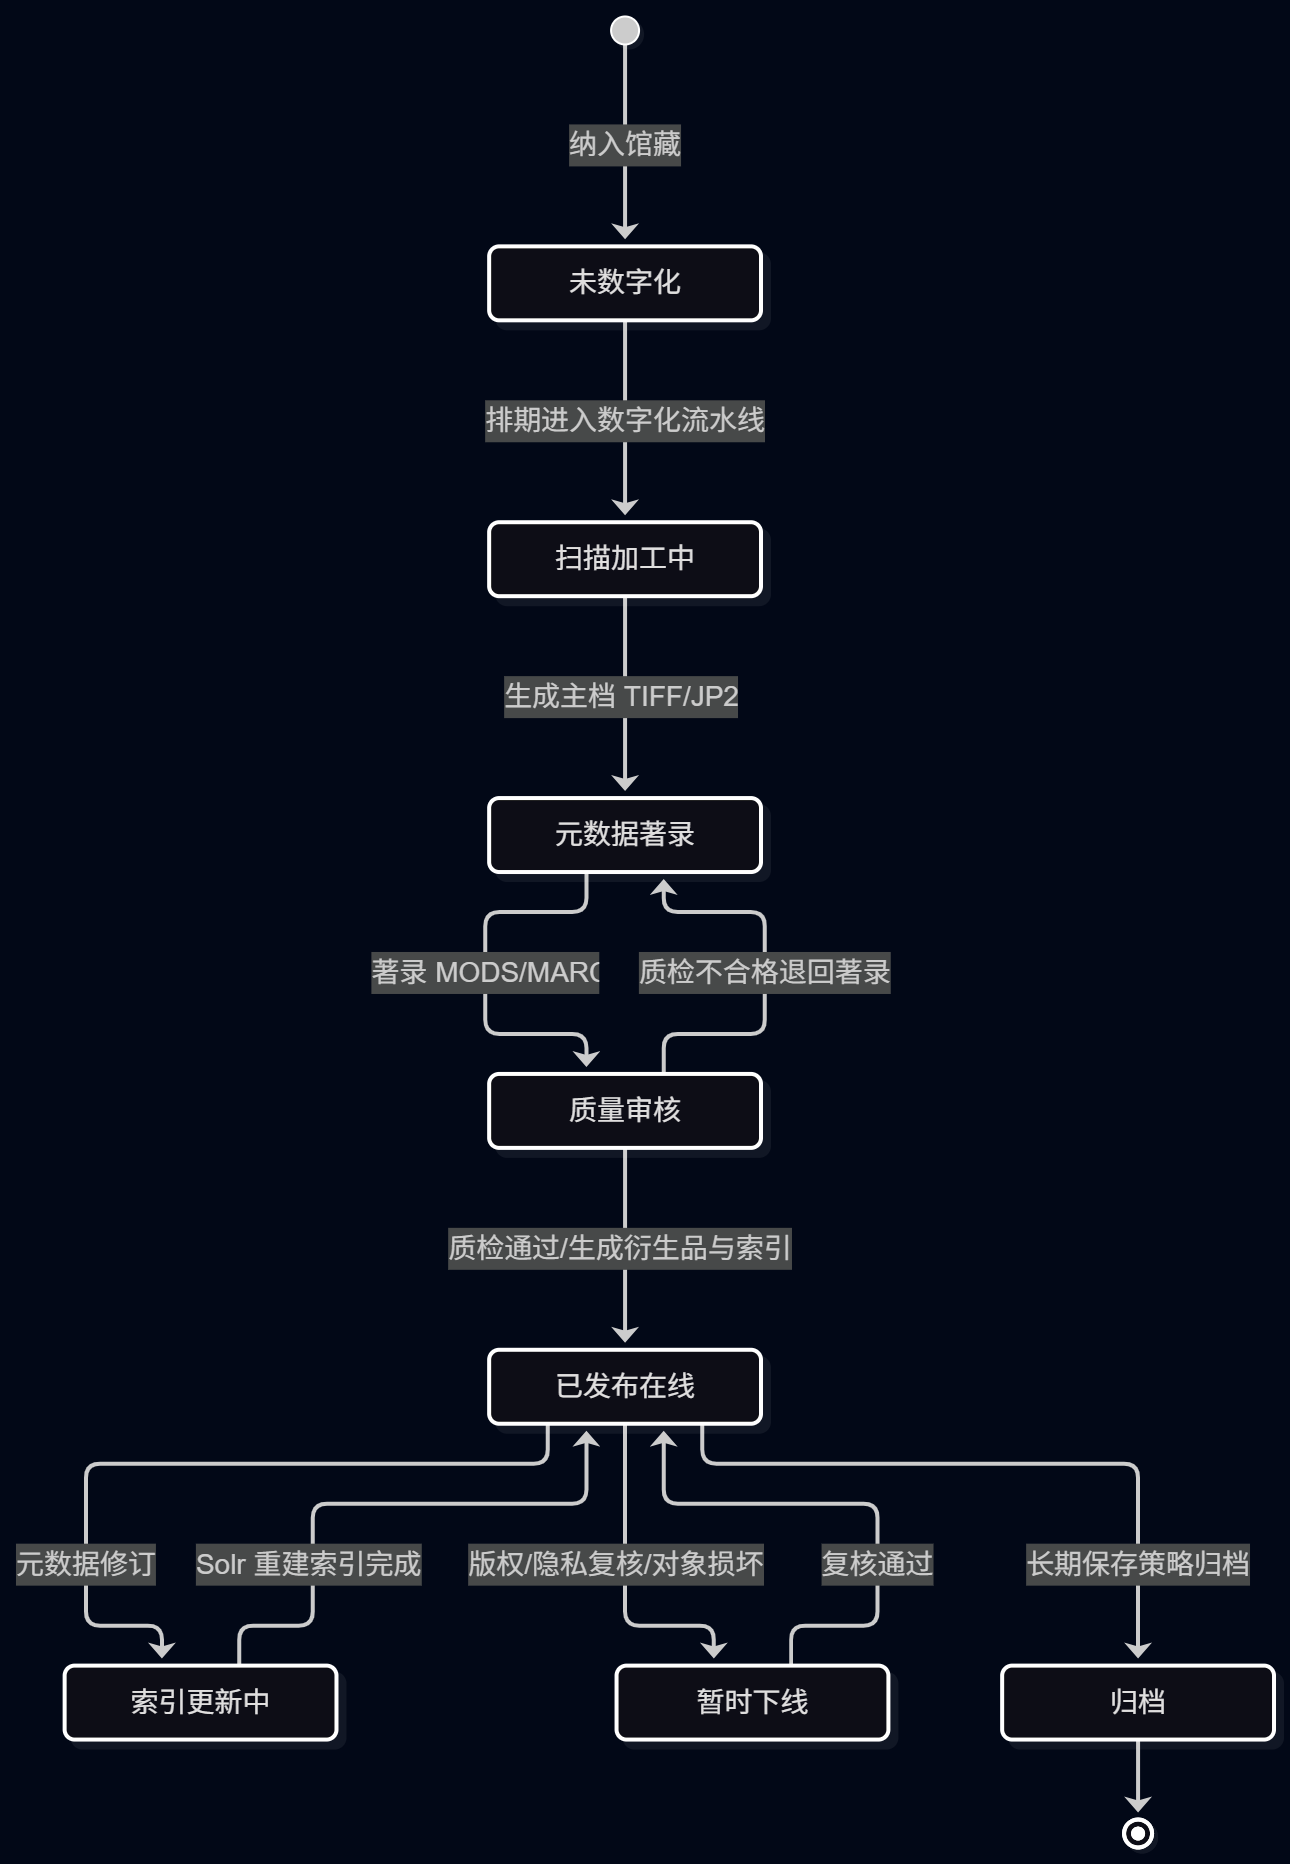 纳入馆藏
未数字化
排期进入数字化流水线
扫描加工中
生成主档 TIFF/JP2
元数据著录
著录 MODS/MARC
质检不合格退回著录
质量审核
质检通过/生成衍生品与索引
已发布在线
元数据修订
Solr 重建索引完成
版权/隐私复核/对象损坏
复核通过
长期保存策略归档
索引更新中
暂时下线
归档